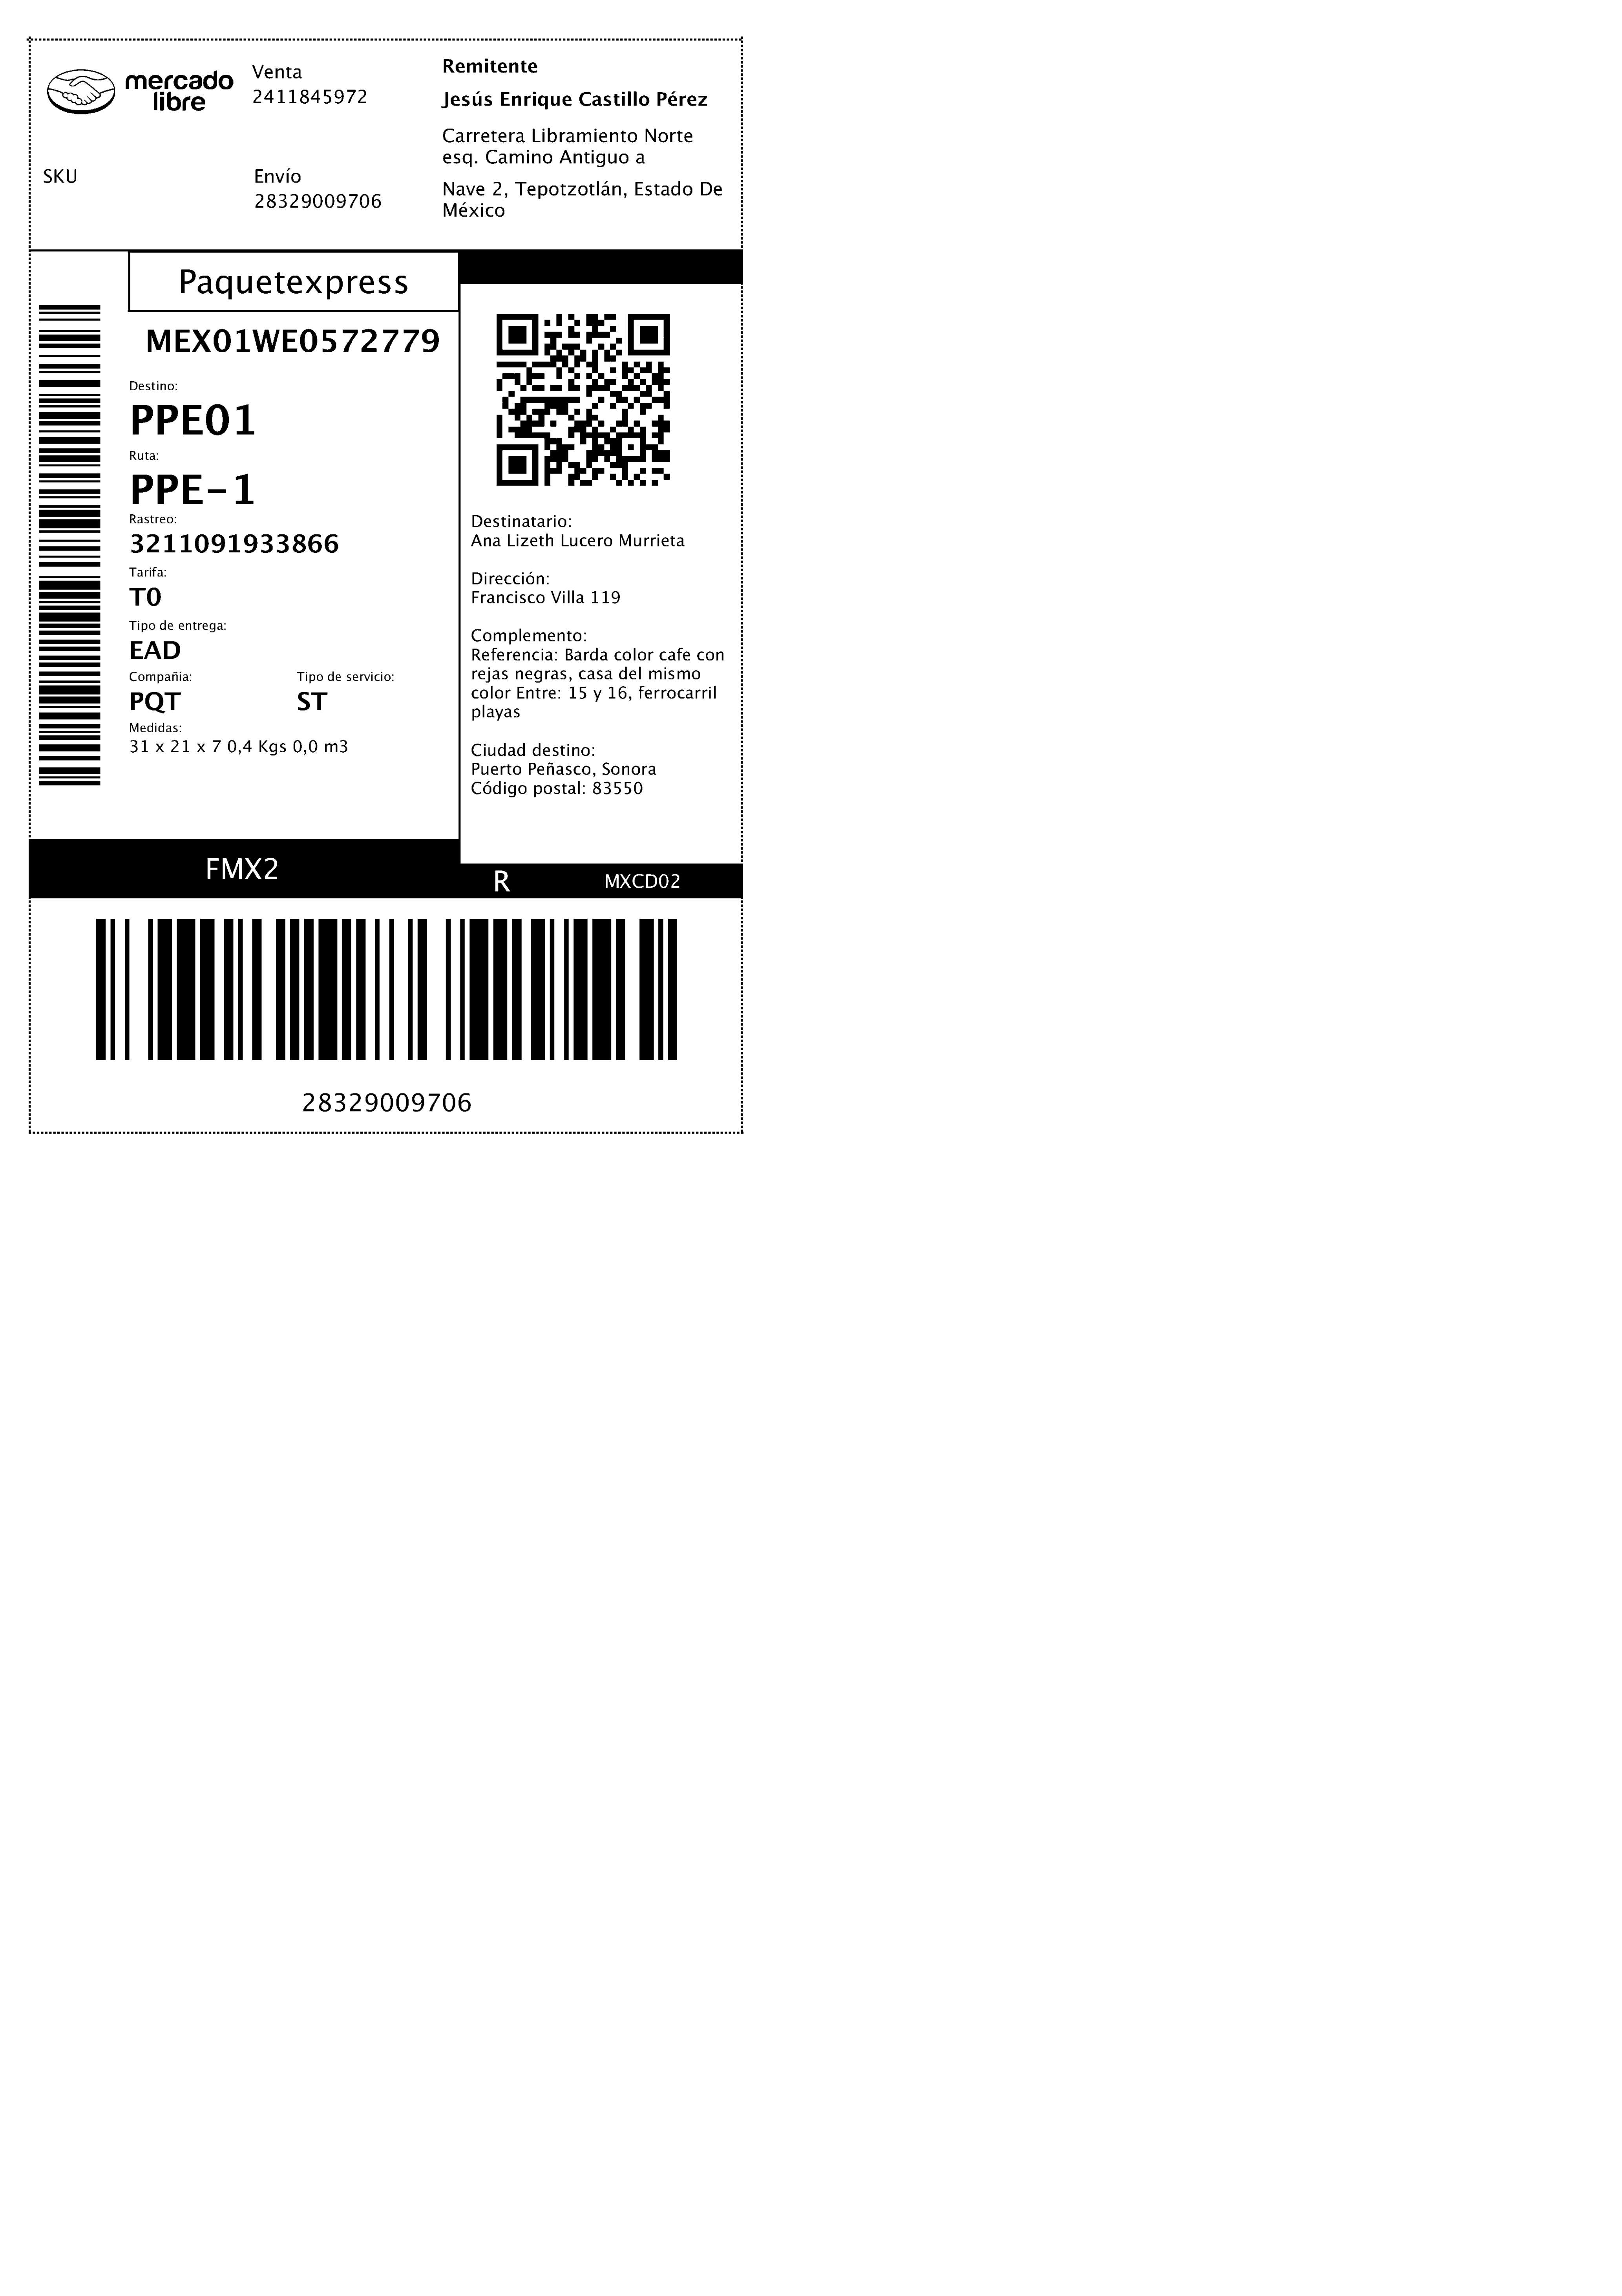 mercado
libre
Venta
2411845972
SKU
Envío
28329009706
Remitente
Jesús Enrique Castillo Pérez
Carretera Libramiento Norte
esq. Camino Antiguo a
Nave 2, Tepotzotlán, Estado De
México
Paquetexpress
MEX01WE0572779
Destino:
PPE01
Ruta:
PPE-1
Rastreo:
3211091933866
Tarifa:
T0
Tipo de entrega:
EAD
Compañia:
PQT
Tipo de servicio:
ST
Medidas:
31 x 21 x 7 0,4 Kgs 0,0 m3
Destinatario:
Ana Lizeth Lucero Murrieta
Dirección:
Francisco Villa 119
Complemento:
Referencia: Barda color cafe con
rejas negras, casa del mismo
color Entre: 15 y 16, ferrocarril
playas
Ciudad destino:
Puerto Peñasco, Sonora
Código postal: 83550
FMX2
R
MXCD02
28329009706